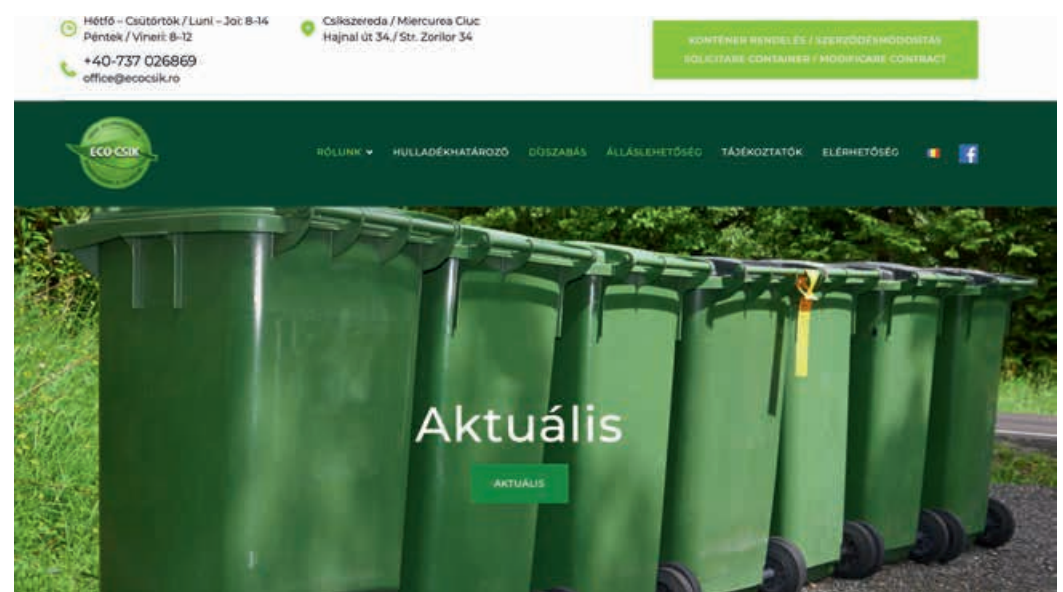 Hétfő – Csütörtök / Luni – Joi: 8-14
Péntek / Vineri: 8-12
+40-737 026869
office@ecocsik.ro
Csíkszereda / Miercurea Ciuc
Hajnal út 34./ Str. Zorilor 34
KONTÉNER RENDELÉS / SZERZŐDÉSMÓDOSÍTÁS
SOLICITARE CONTAINER / MODIFICARE CONTRACT
ECO-CSIK
RÓLUNK
HULLADÉKHATÁROZÓ
DÍJSZABÁS
ÁLLÁSLEHETŐSÉG
TÁJÉKOZTATÓK
ELÉRHETŐSÉG
Aktuális
AKTUÁLIS